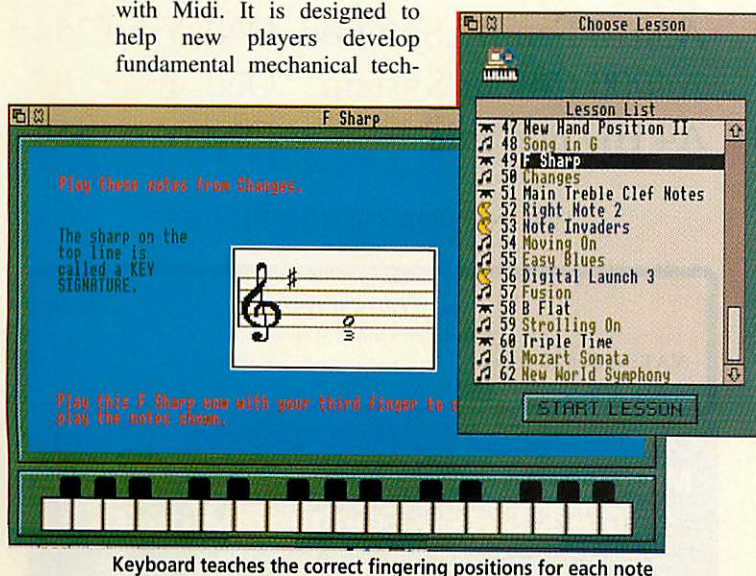 with Midi. It is designed to
help new players develop
fundamental mechanical tech-
F Sharp
Play these notes from Changes.
The sharp on the
top line is
called a KEY
SIGNATURE.
3
Play this F Sharp now with your third finger to
play the notes shown.
Choose Lesson
Lesson List
47 New Hand Position II
48 Song in G
49 F Sharp
50 Changes
51 Main Treble Clef Notes
52 Right Note 2
53 Note Invaders
54 Moving On
55 Easy Blues
56 Digital Launch 3
57 Fusion
58 B Flat
59 Strolling On
60 Triple Time
61 Mozart Sonata
62 New World Symphony
START LESSON
Keyboard teaches the correct fingering positions for each note